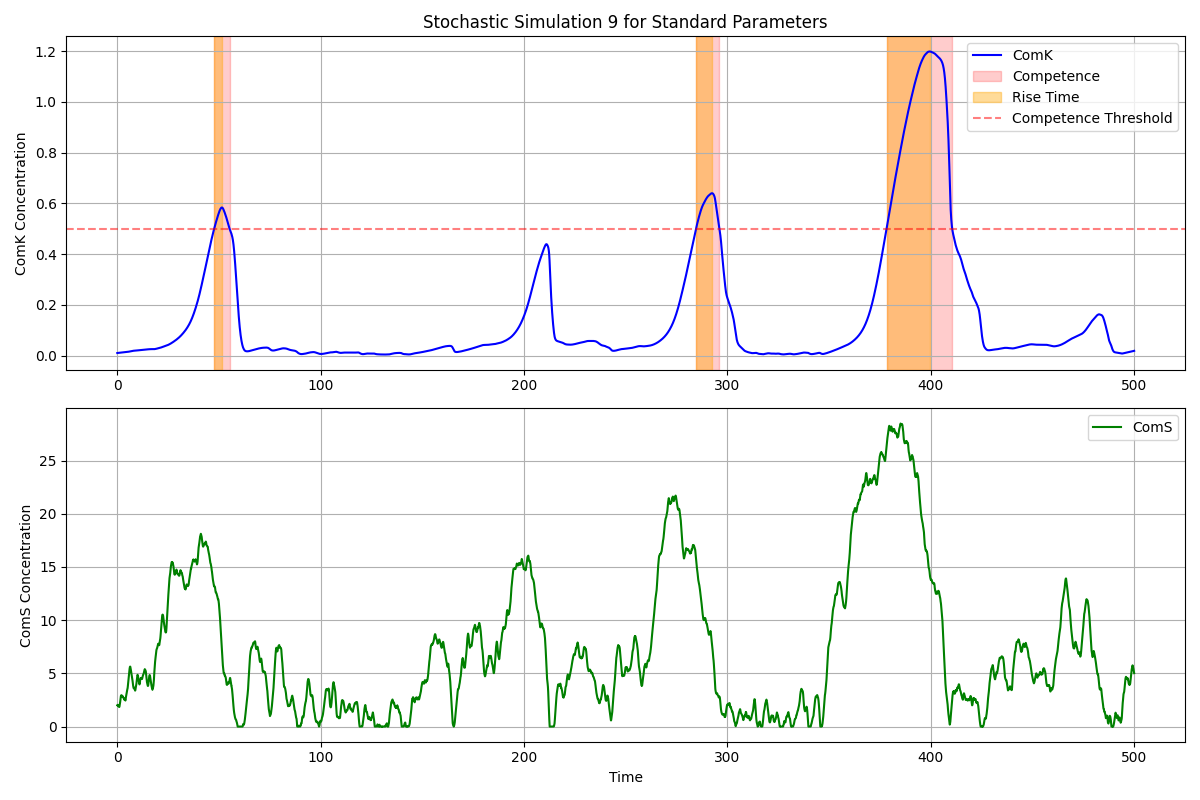 Stochastic Simulation 9 for Standard Parameters
ComK Concentration
1.2
1.0
0.8
0.6
0.4
0.2
0.0
ComK
Competence
Rise Time
Competence Threshold
0 100 200 300 400 500
ComS Concentration
25
20
15
10
5
0
ComS
0 100 200 300 400 500
Time